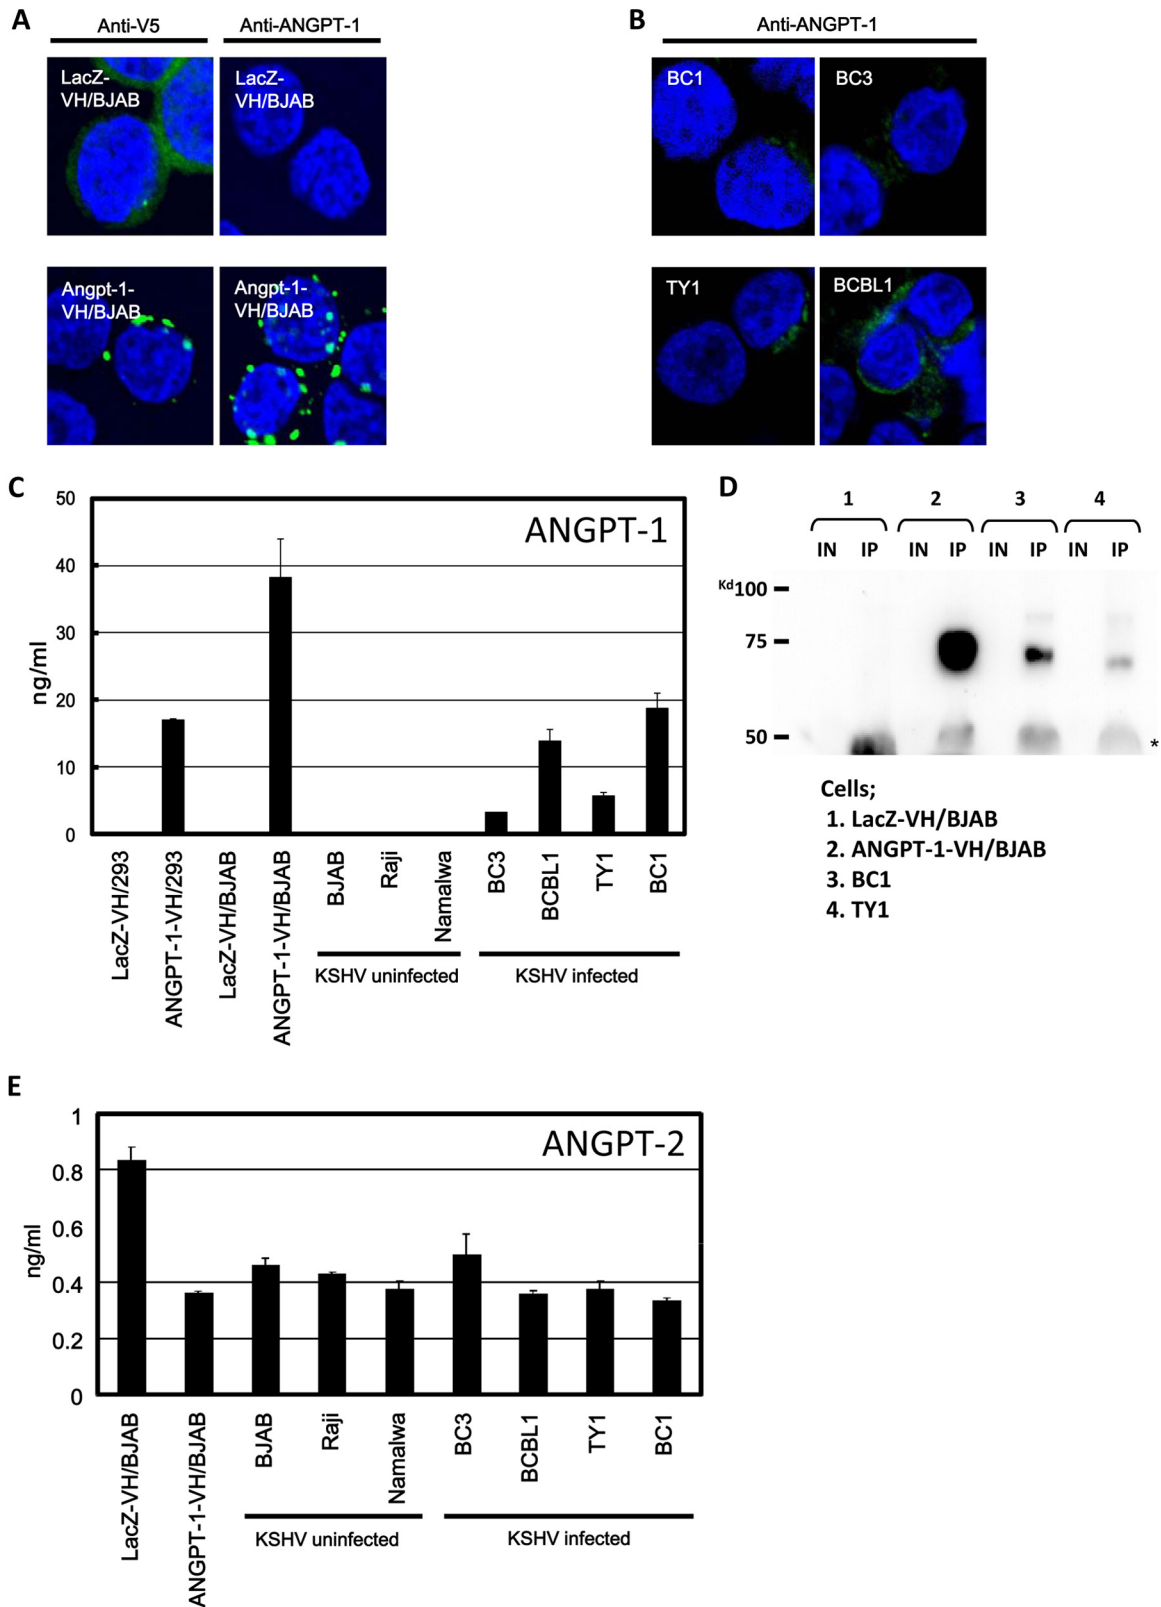 A
Anti-V5
Anti-ANGPT-1
LacZ-
VH/BJAB
LacZ-
VH/BJAB
Angpt-1-
VH/BJAB
Angpt-1-
VH/BJAB
B
Anti-ANGPT-1
BC1
BC3
TY1
BCBL1
C
ANGPT-1
50
40
30
20
10
0
ng/ml
LacZ-VH/293
ANGPT-1-VH/293
LacZ-VH/BJAB
ANGPT-1-VH/BJAB
BJAB
Raji
Namalwa
BC3
BCBL1
TY1
BC1
KSHV uninfected
KSHV infected
D
1 2 3 4
IN IP IN IP IN IP IN IP
Kd100
75
50
*
Cells;
1. LacZ-VH/BJAB
2. ANGPT-1-VH/BJAB
3. BC1
4. TY1
E
ANGPT-2
1
0.8
0.6
0.4
0.2
0
ng/ml
LacZ-VH/BJAB
ANGPT-1-VH/BJAB
BJAB
Raji
Namalwa
BC3
BCBL1
TY1
BC1
KSHV uninfected
KSHV infected